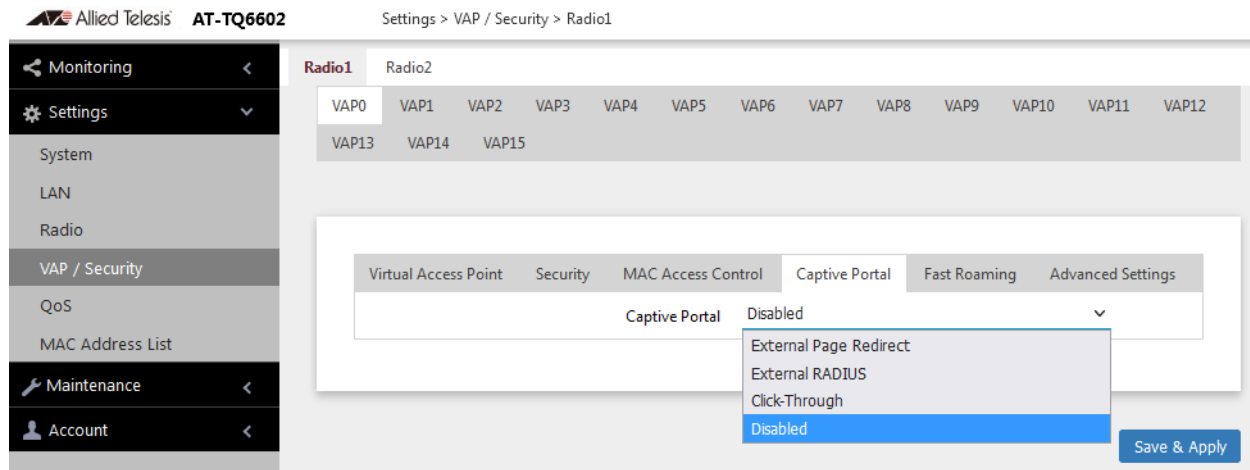 Allied Telesis AT-TQ6602 Settings > VAP / Security > Radio1
Monitoring
Settings
System
LAN
Radio
VAP / Security
QoS
MAC Address List
Maintenance
Account
Radio1 Radio2
VAP0 VAP1 VAP2 VAP3 VAP4 VAP5 VAP6 VAP7 VAP8 VAP9 VAP10 VAP11 VAP12
VAP13 VAP14 VAP15
Virtual Access Point Security MAC Access Control Captive Portal Fast Roaming Advanced Settings
Captive Portal Disabled
External Page Redirect
External RADIUS
Click-Through
Disabled
Save & Apply